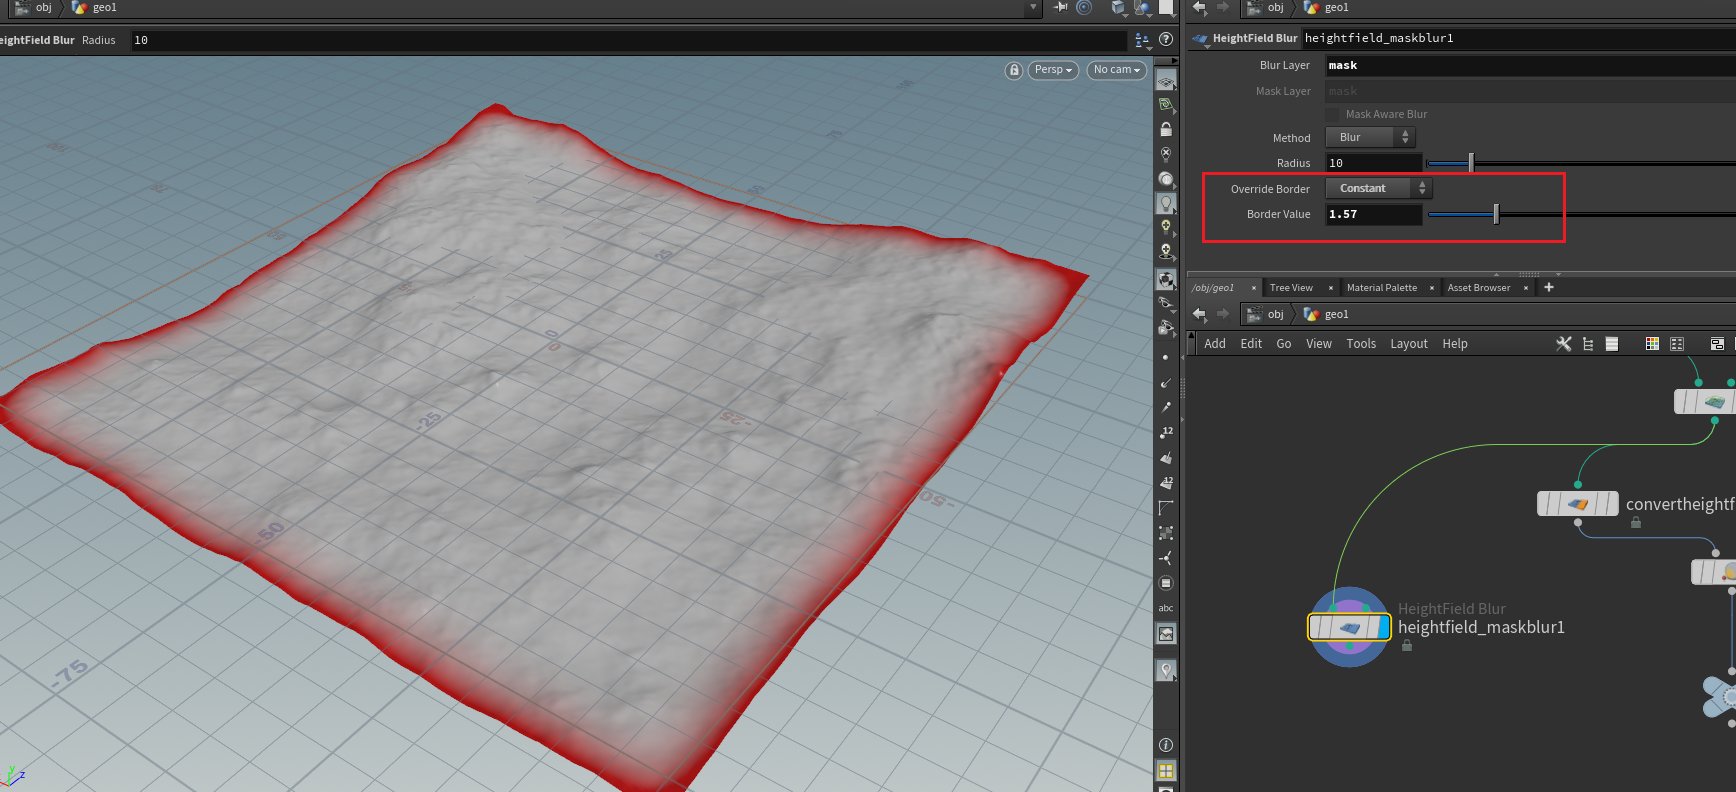 obj geo1
eightField Blur Radius 10
Persp No cam
-25
-50
-75
25
0
0
-25
-50
12
12
abc
obj geo1
HeightField Blur heightfield_maskblur1
Blur Layer mask
Mask Layer mask
Mask Aware Blur
Method Blur
Radius 10
Override Border Constant
Border Value 1.57
/obj/geo1 × Tree View × Material Palette × Asset Browser × +
obj geo1
Add Edit Go View Tools Layout Help
convertheightf
HeightField Blur
heightfield_maskblur1
y
z